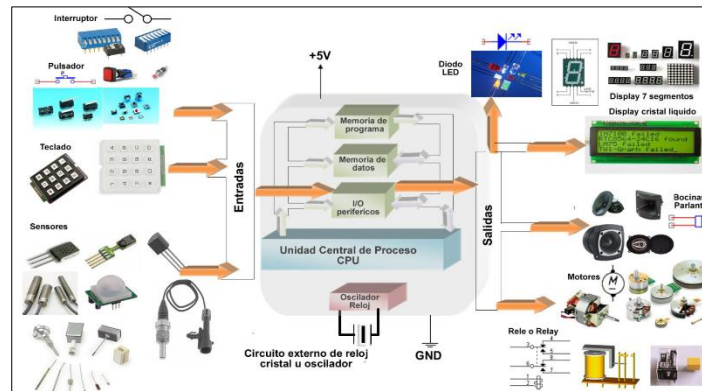 Interruptor
Pulsador
Teclado
Sensores
Entradas
+5V
Memoria de
programa
Memoria de
datos
I/O
periféricos
Unidad Central de Proceso
CPU
Oscilador
Reloj
Circuito externo de reloj
cristal u oscilador
GND
Salidas
Diodo
LED
Display 7 segmentos
Display cristal liquido
Bocinas
Parlant
Motores
M
Rele o Relay